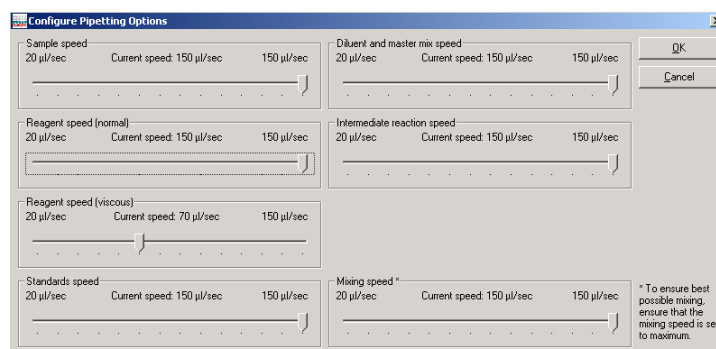 Configure Pipetting Options
Sample speed
20 µl/sec Current speed: 150 µl/sec 150 µl/sec
Diluent and master mix speed
20 µl/sec Current speed: 150 µl/sec 150 µl/sec
OK
Cancel
Reagent speed (normal)
20 µl/sec Current speed: 150 µl/sec 150 µl/sec
Intermediate reaction speed
20 µl/sec Current speed: 150 µl/sec 150 µl/sec
Reagent speed (viscous)
20 µl/sec Current speed: 70 µl/sec 150 µl/sec
Standards speed
20 µl/sec Current speed: 150 µl/sec 150 µl/sec
Mixing speed *
20 µl/sec Current speed: 150 µl/sec 150 µl/sec
* To ensure best
possible mixing,
ensure that the
mixing speed is se
to maximum.